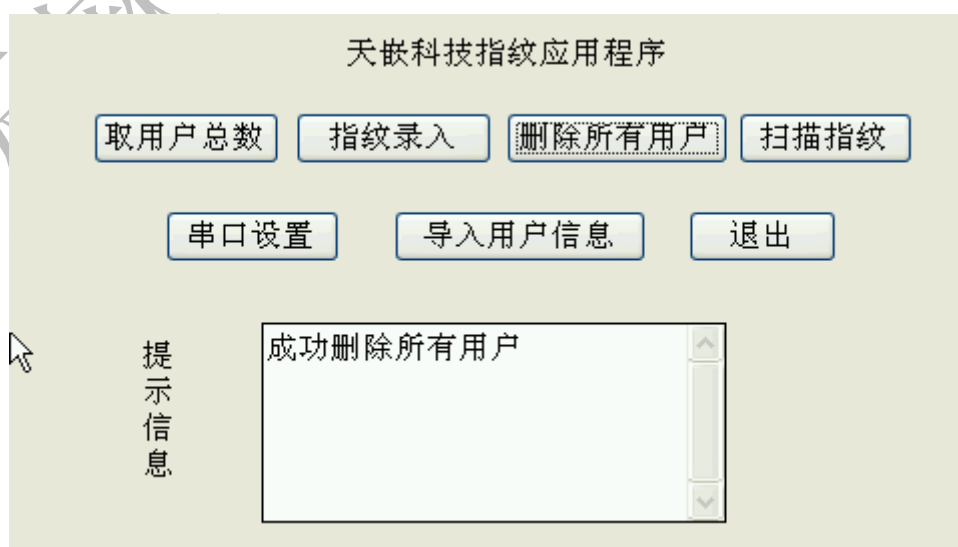 天嵌科技指纹应用程序
取用户总数 指纹录入 删除所有用户 扫描指纹
串口设置 导入用户信息 退出
提示信息
成功删除所有用户